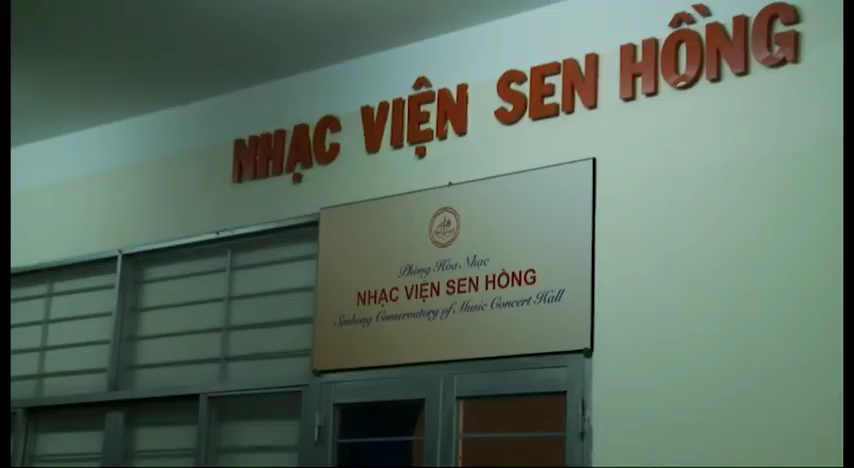 NHẠC VIỆN SEN HỒNG
Phòng Hòa Nhạc
NHẠC VIỆN SEN HỒNG
Senhong Conservatory of Music Concert Hall